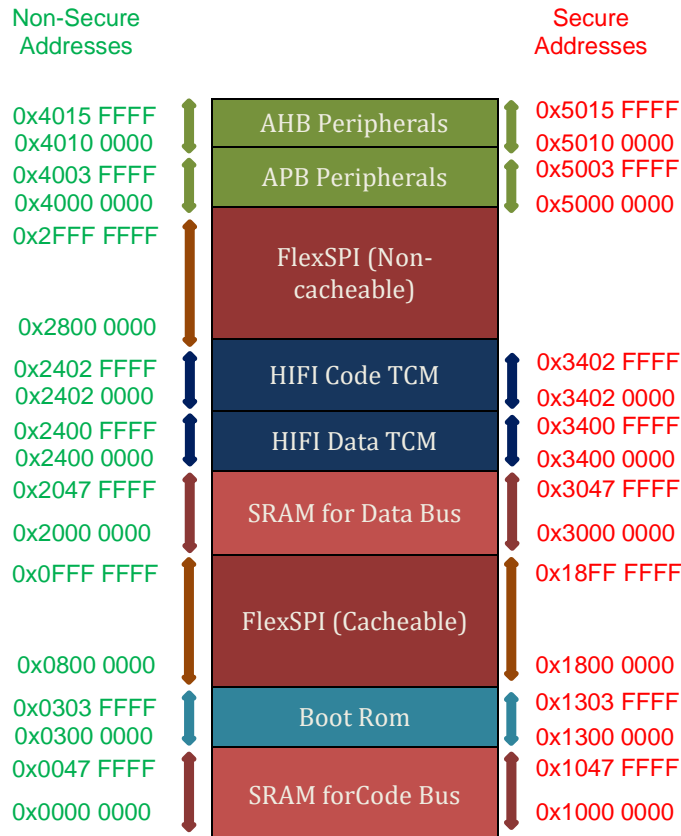 Non-Secure
Addresses
Secure
Addresses
0x4015 FFFF
0x4010 0000
AHB Peripherals
0x5015 FFFF
0x5010 0000
0x4003 FFFF
0x4000 0000
APB Peripherals
0x5003 FFFF
0x5000 0000
0x2FFF FFFF
0x2800 0000
FlexSPI (Non-
cacheable)
0x2402 FFFF
0x2402 0000
HIFI Code TCM
0x3402 FFFF
0x3402 0000
0x2400 FFFF
0x2400 0000
HIFI Data TCM
0x3400 FFFF
0x3400 0000
0x2047 FFFF
0x2000 0000
SRAM for Data Bus
0x3047 FFFF
0x3000 0000
0x0FFF FFFF
0x0800 0000
FlexSPI (Cacheable)
0x18FF FFFF
0x1800 0000
0x0303 FFFF
0x0300 0000
Boot Rom
0x1303 FFFF
0x1300 0000
0x0047 FFFF
0x0000 0000
SRAM forCode Bus
0x1047 FFFF
0x1000 0000